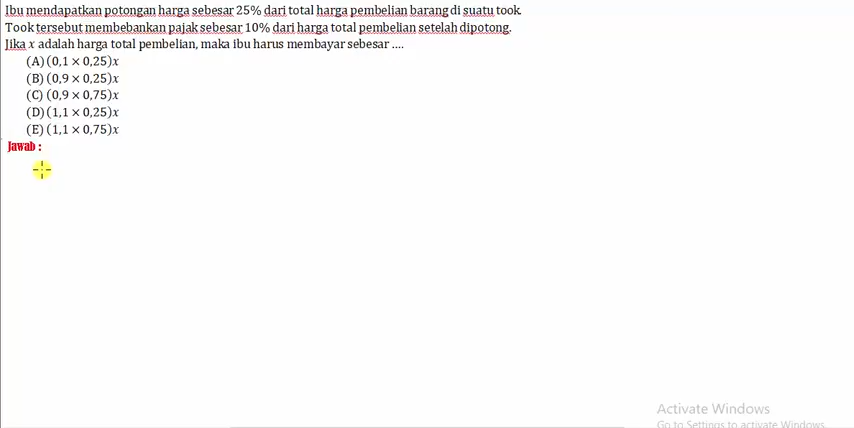 Ibu mendapatkan potongan harga sebesar 25% dari total harga pembelian barang di suatu took.
Took tersebut membebankan pajak sebesar 10% dari harga total pembelian setelah dipotong.
Jika x adalah harga total pembelian, maka ibu harus membayar sebesar ....
(A) (0,1 × 0,25)x
(B) (0,9 × 0,25)x
(C) (0,9 × 0,75)x
(D) (1,1 × 0,25)x
(E) (1,1 × 0,75)x
Jawab :
Activate Windows
Go to Settings to activate Windows.